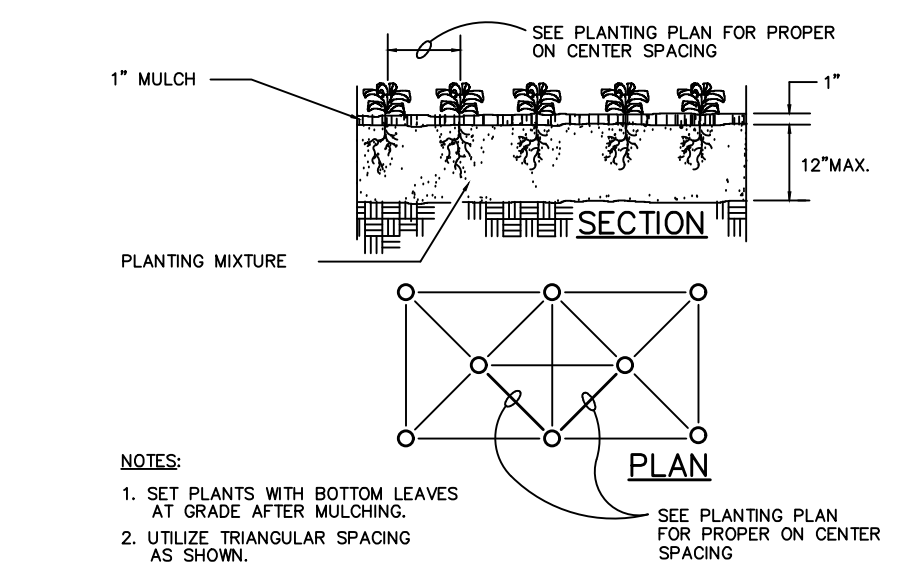 SEE PLANTING PLAN FOR PROPER
ON CENTER SPACING
1" MULCH
1"
12"MAX.
SECTION
PLANTING MIXTURE
PLAN
NOTES:
1. SET PLANTS WITH BOTTOM LEAVES
AT GRADE AFTER MULCHING.
2. UTILIZE TRIANGULAR SPACING
AS SHOWN.
SEE PLANTING PLAN
FOR PROPER ON CENTER
SPACING